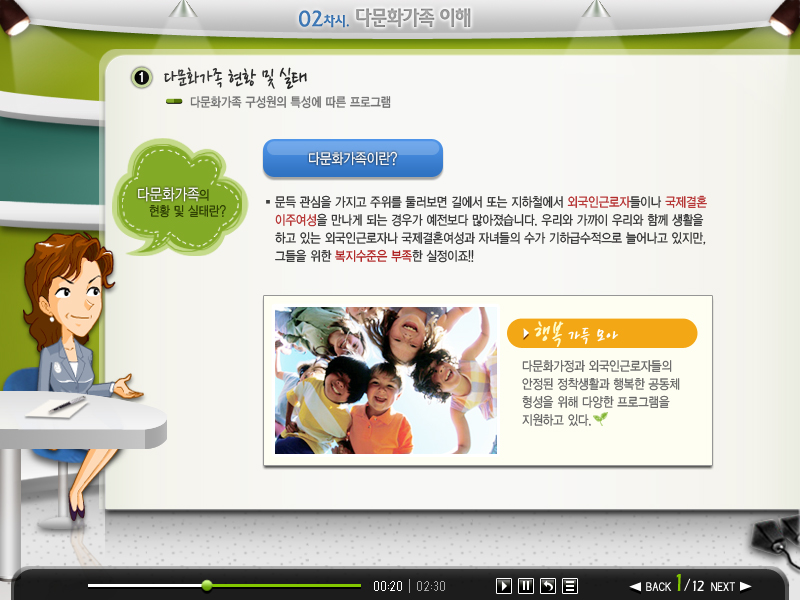 02차시. 다문화가족 이해
1 다문화가족 현황 및 실태
다문화가족 구성원의 특성에 따른 프로그램
다문화가족의
현황 및 실태란?
다문화가족이란?
문득 관심을 가지고 주위를 둘러보면 길에서 또는 지하철에서 외국인근로자들이나 국제결혼
이주여성을 만나게 되는 경우가 예전보다 많아졌습니다. 우리와 가까이 우리와 함께 생활을
하고 있는 외국인근로자나 국제결혼여성과 자녀들의 수가 기하급수적으로 늘어나고 있지만,
그들을 위한 복지수준은 부족한 실정이죠!!
행복 가득 모아
다문화가정과 외국인근로자들의
안정된 정착생활과 행복한 공동체
형성을 위해 다양한 프로그램을
지원하고 있다.
00:20 | 02:30
BACK 1/12 NEXT